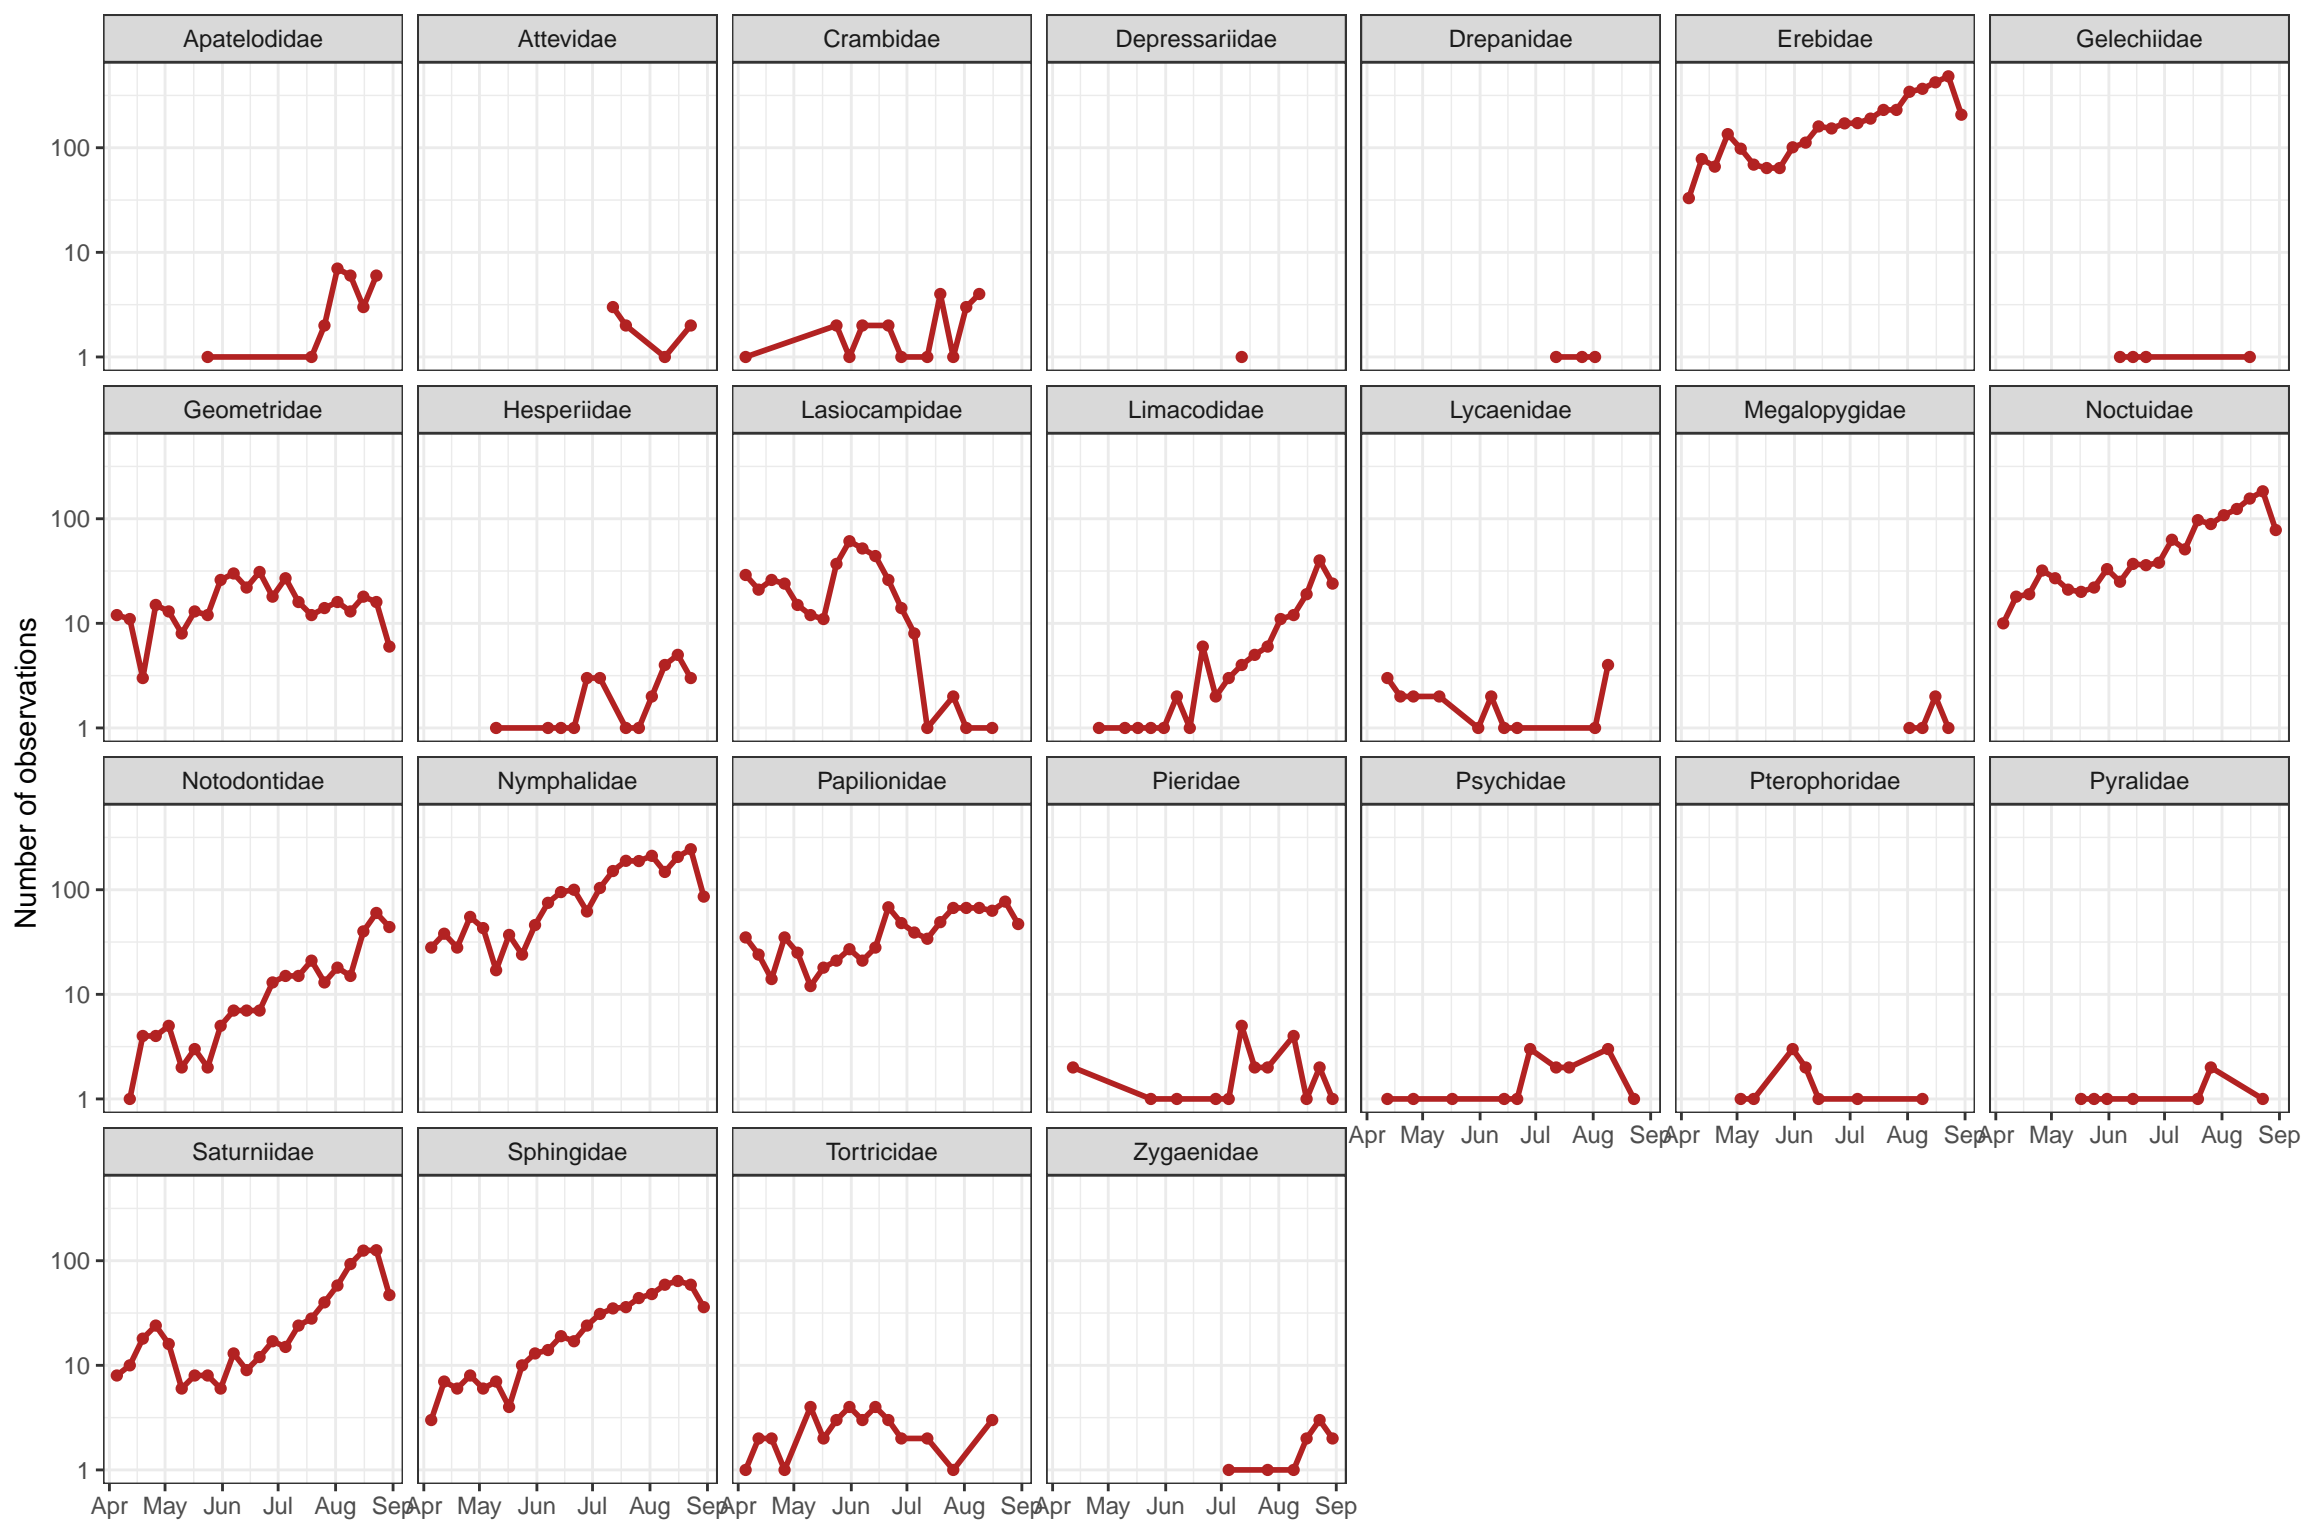 Apatelodidae Attevidae Crambidae Depressariidae Drepanidae Erebidae Gelechiidae
100
10
1
Geometridae Hesperiidae Lasiocampidae Limacodidae Lycaenidae Megalopygidae Noctuidae
100
10
1
Number of observations
Notodontidae Nymphalidae Papilionidae Pieridae Psychidae Pterophoridae Pyralidae
100
10
1
Apr May Jun Jul Aug Sep Apr May Jun Jul Aug Sep Apr May Jun Jul Aug Sep
Saturniidae Sphingidae Tortricidae Zygaenidae
100
10
1
Apr May Jun Jul Aug Sep Apr May Jun Jul Aug Sep Apr May Jun Jul Aug Sep Apr May Jun Jul Aug Sep